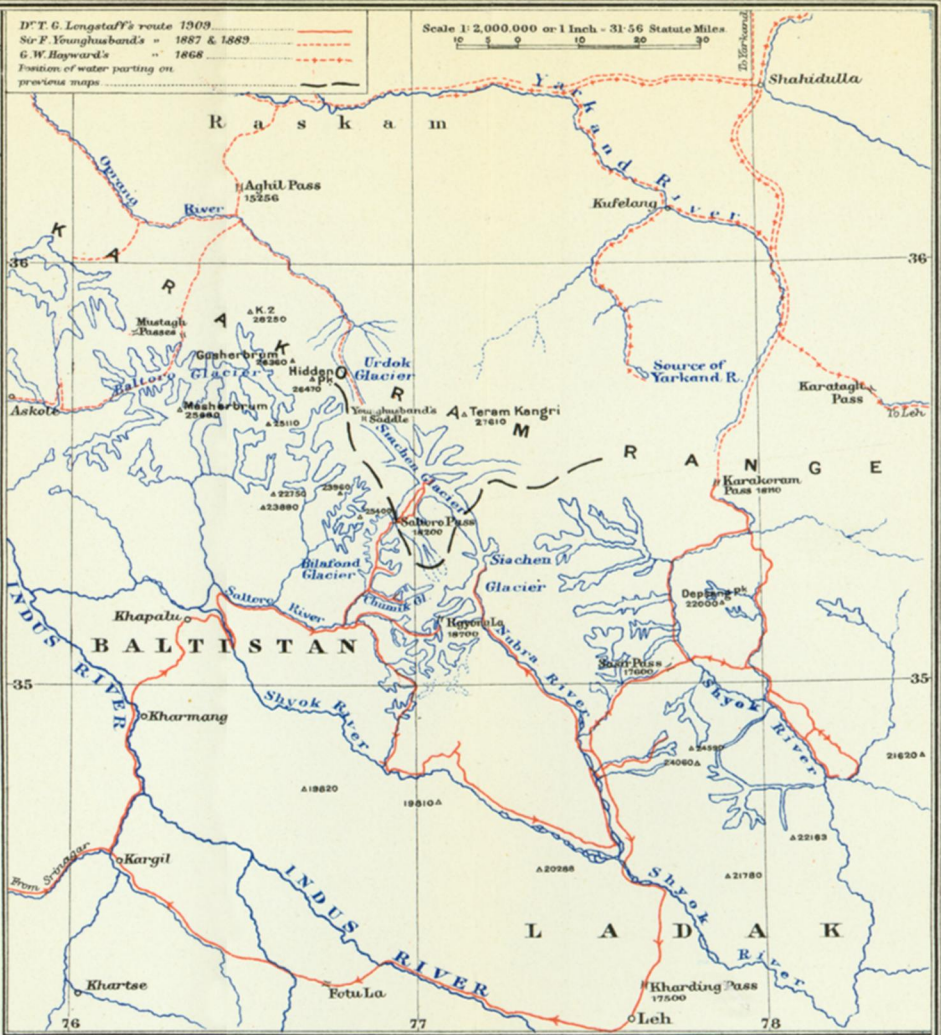 Dr T. G. Longstaff's route 1909
Sir F. Younghusband's " 1887 & 1889
G. W. Hayward's " 1868
Position of water parting on
previous maps
Scale 1:2,000,000 or 1 Inch = 31·56 Statute Miles
10 5 0 10 20 30
To Yarkand
Shahidulla
Yarkand River
Raskam
Oprang
River
Aghil Pass
15256
Kufelong
36
36
KARAKORAM RANGE
K.2
28250
Mustagh
Passes
Gusherbrum
26360
Hidden
Pk
26470
Urdok
Glacier
Source of
Yarkand R.
Baltoro Glacier
Karatagh
Pass
To Leh
Askole
Masherbrum
25660
25110
Younghusband's
Saddle
Teram Kangri
27610
Siachen Glacier
Karakoram
Pass 18110
22750
23960
23890
25400
Saltoro Pass
18200
Bilafond
Glacier
Siachen
Glacier
Depsang Pk
22000
INDUS RIVER
Khapalu
Saltoro River
Chumik Gl.
18700
BALTISTAN
Nubra River
Sasir Pass
17600
35
35
Shyok River
Shyok River
Kharmang
24590
24060
21620
19820
19810
22183
Kargil
From Srinagar
20288
21780
INDUS RIVER
Shyok River
LADAK
Khartse
Fotu La
Kharding Pass
17500
Leh
76
77
78